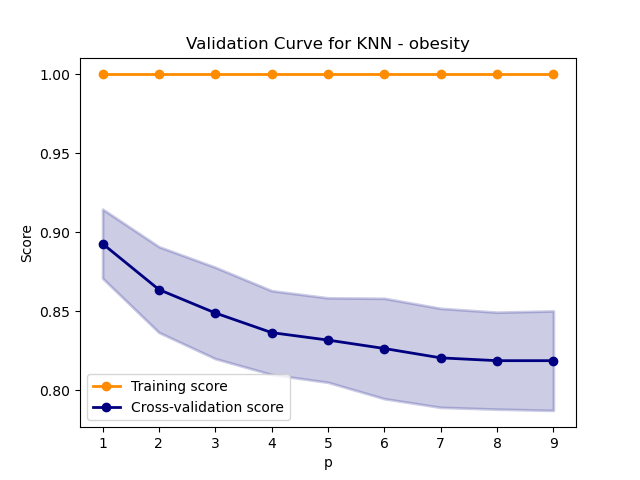 Validation Curve for KNN - obesity
1.00
0.95
0.90
0.85
0.80
Score
Training score
Cross-validation score
1 2 3 4 5 6 7 8 9
p